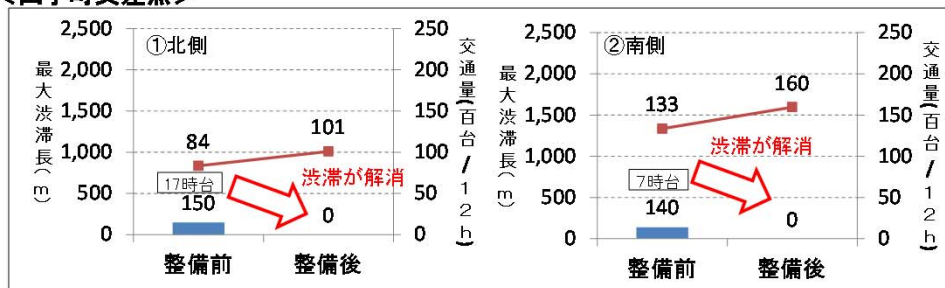 ①北側
最大渋滞長(m)
2,500
2,000
1,500
1,000
500
0
84
101
17時台
150
0
渋滞が解消
整備前
整備後
250
200
150
100
50
0
交通量(百台/12h)
②南側
最大渋滞長(m)
2,500
2,000
1,500
1,000
500
0
133
160
7時台
140
0
渋滞が解消
整備前
整備後
250
200
150
100
50
0
交通量(百台/12h)